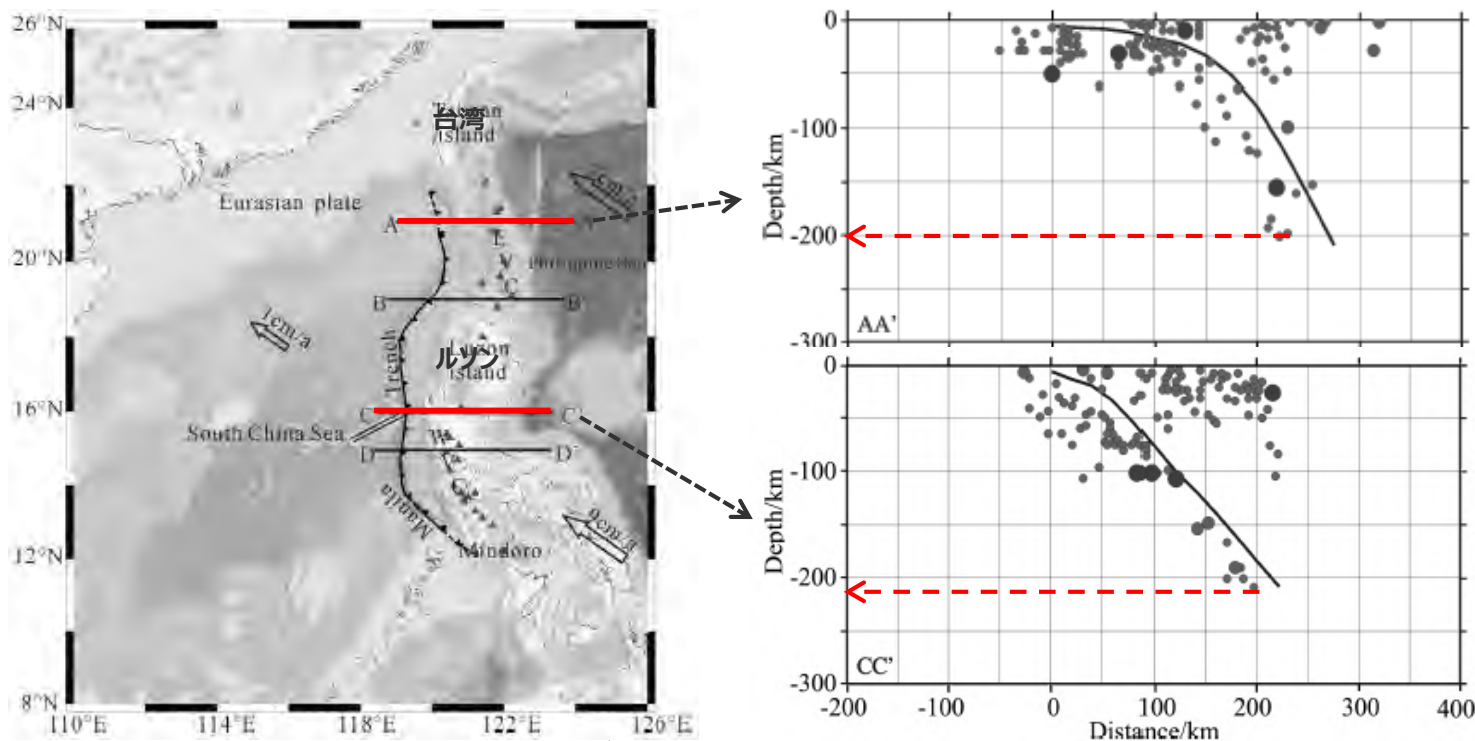 26°N
24°N
20°N
16°N
12°N
8°N
110°E
114°E
118°E
122°E
126°E
台湾
island
Eurasian plate
A
L
V
C
B
B'
1cm/a
Trench
ルソン
island
C
C'
South China Sea
W
D
D'
Manila
Mindoro
0
-100
-200
-300
Depth/km
AA'
0
-100
-200
-300
Depth/km
CC'
-200
-100
0
100
200
300
400
Distance/km